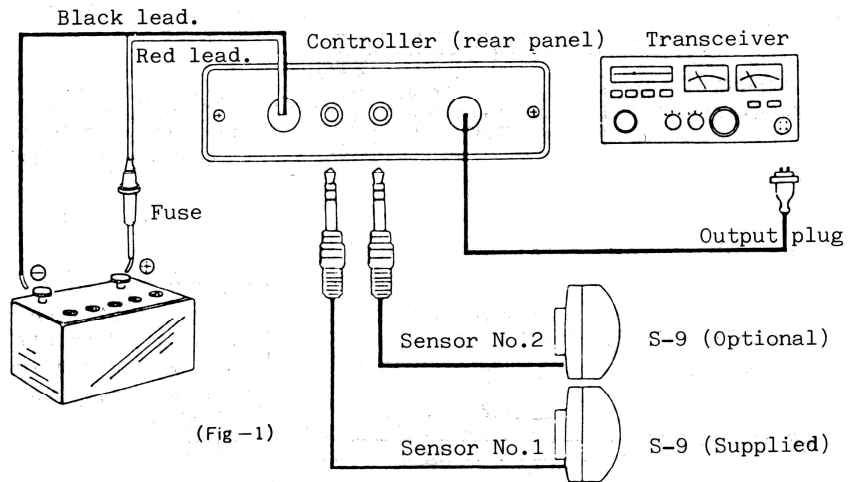 Black lead.
Red lead.
Controller (rear panel)
Transceiver
Fuse
Output plug
⊖
⊕
Sensor No.2
S-9 (Optional)
(Fig-1)
Sensor No.1
S-9 (Supplied)